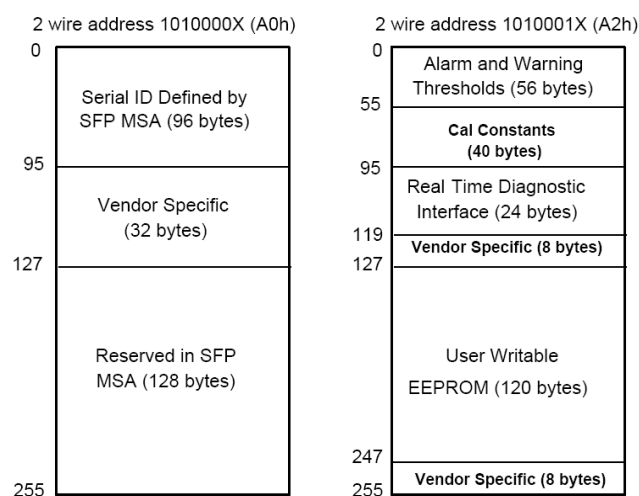 2 wire address 1010000X (A0h)
0
Serial ID Defined by
SFP MSA (96 bytes)
95
Vendor Specific
(32 bytes)
127
Reserved in SFP
MSA (128 bytes)
255
2 wire address 1010001X (A2h)
0
Alarm and Warning
Thresholds (56 bytes)
55
Cal Constants
(40 bytes)
95
Real Time Diagnostic
Interface (24 bytes)
119
Vendor Specific (8 bytes)
127
User Writable
EEPROM (120 bytes)
247
Vendor Specific (8 bytes)
255